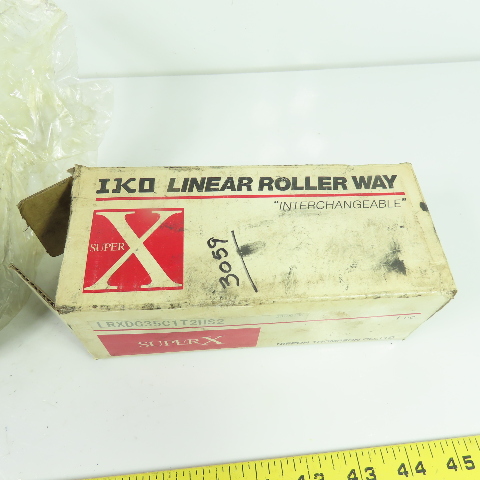 IKO LINEAR ROLLER WAY
"INTERCHANGEABLE"
SUPER
X
3059
LRXDG35C1T2HS2
SUPER X
42 43 44 45